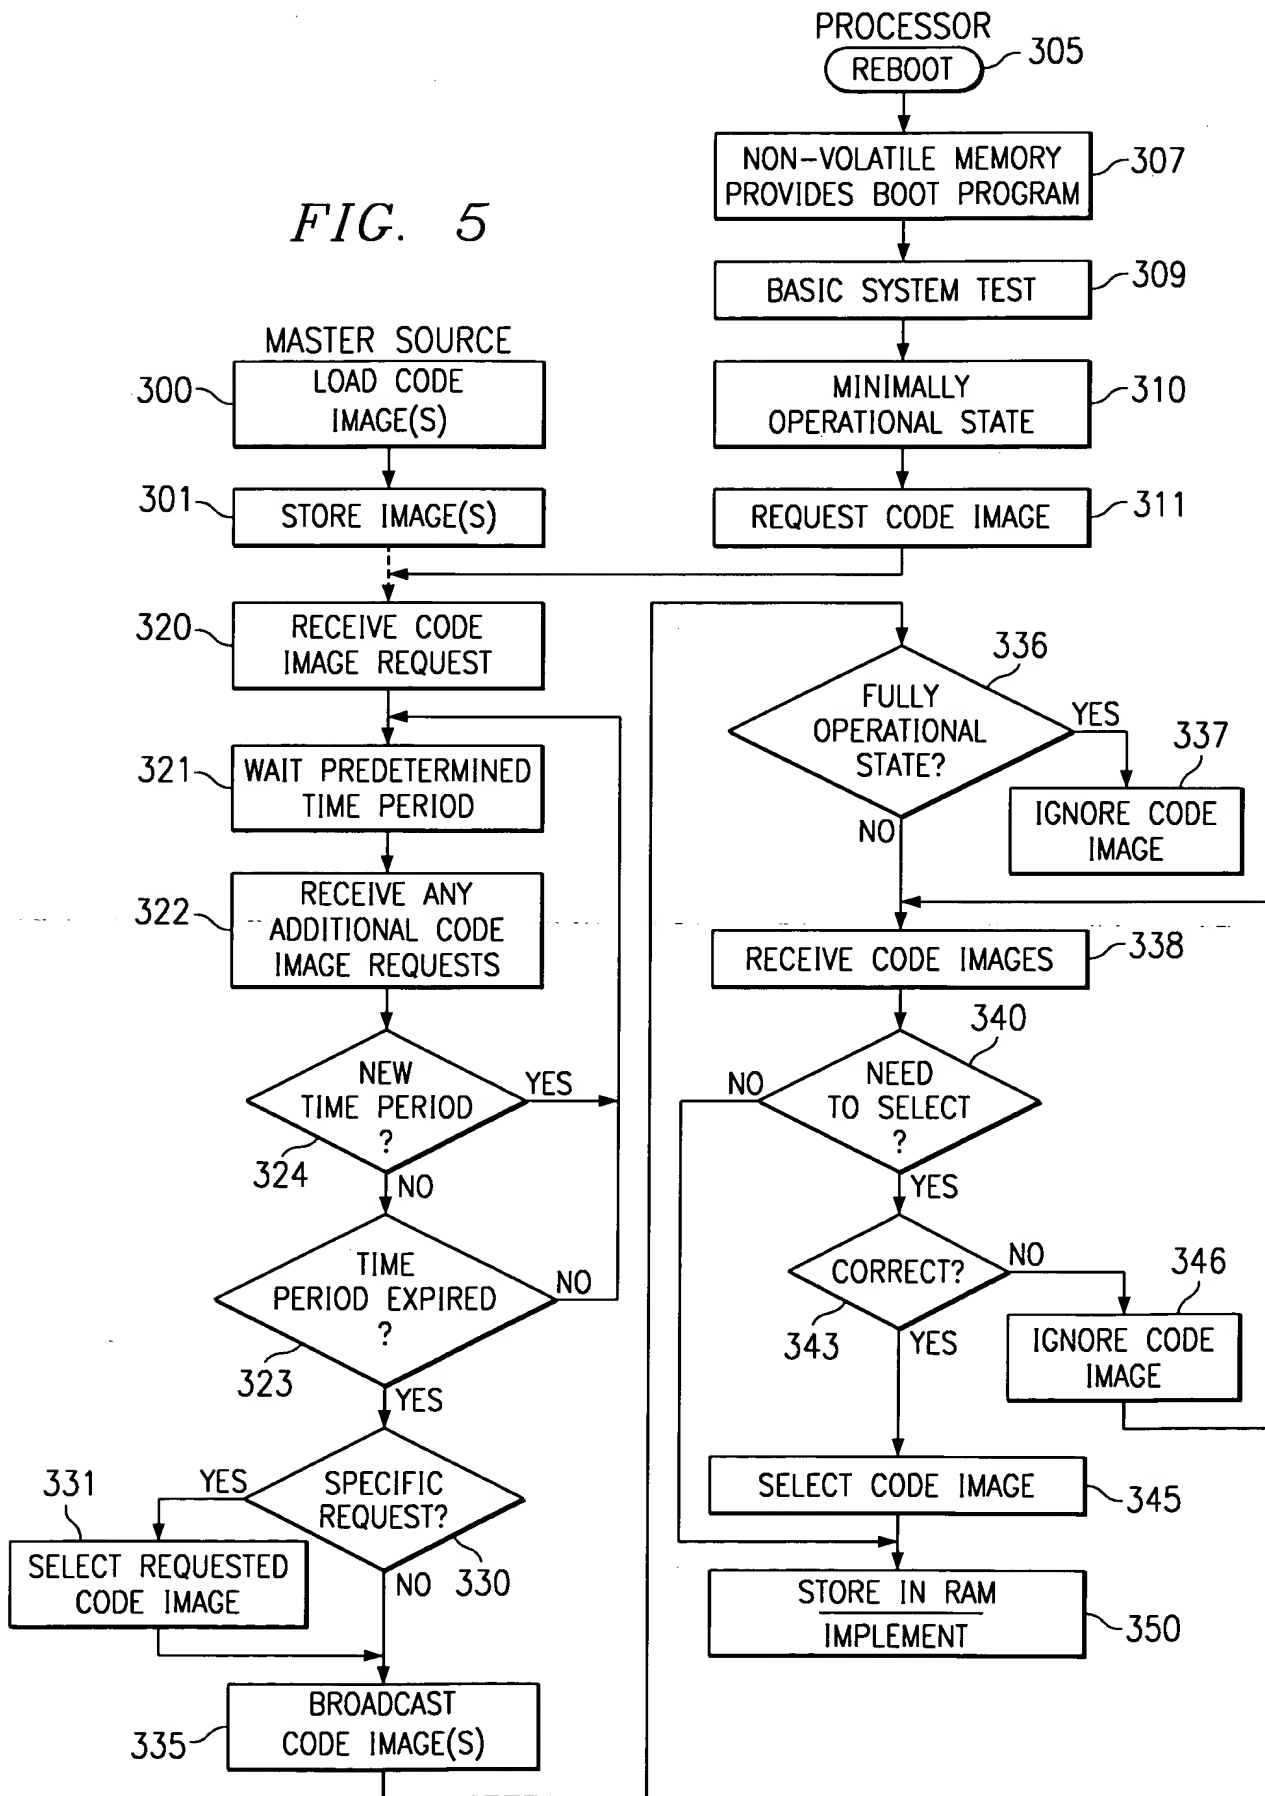 PROCESSOR
REBOOT
305
NON-VOLATILE MEMORY
PROVIDES BOOT PROGRAM
307
FIG. 5
BASIC SYSTEM TEST
309
MASTER SOURCE
LOAD CODE
IMAGE(S)
300
MINIMALLY
OPERATIONAL STATE
310
STORE IMAGE(S)
301
REQUEST CODE IMAGE
311
RECEIVE CODE
IMAGE REQUEST
320
WAIT PREDETERMINED
TIME PERIOD
321
RECEIVE ANY
ADDITIONAL CODE
IMAGE REQUESTS
322
NEW
TIME PERIOD
?
YES
324
NO
TIME
PERIOD EXPIRED
?
NO
323
YES
SPECIFIC
REQUEST?
YES
331
330
NO
SELECT REQUESTED
CODE IMAGE
BROADCAST
CODE IMAGE(S)
335
336
FULLY
OPERATIONAL
STATE?
YES
337
NO
IGNORE CODE
IMAGE
RECEIVE CODE IMAGES
338
340
NEED
TO SELECT
?
NO
YES
CORRECT?
NO
343
YES
346
IGNORE CODE
IMAGE
SELECT CODE IMAGE
345
STORE IN RAM
IMPLEMENT
350